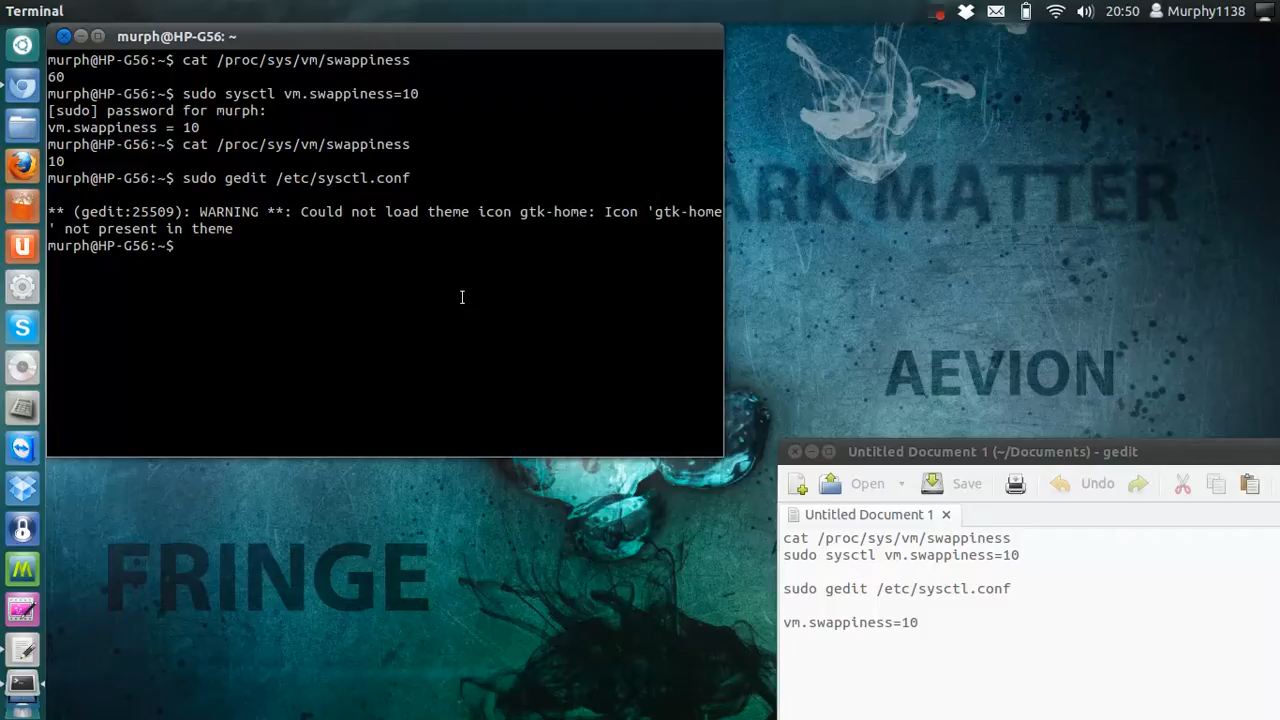 Terminal
20:50 Murphy1138
murph@HP-G56: ~
murph@HP-G56:~$ cat /proc/sys/vm/swappiness
60
murph@HP-G56:~$ sudo sysctl vm.swappiness=10
[sudo] password for murph:
vm.swappiness = 10
murph@HP-G56:~$ cat /proc/sys/vm/swappiness
10
murph@HP-G56:~$ sudo gedit /etc/sysctl.conf
** (gedit:25509): WARNING **: Could not load theme icon gtk-home: Icon 'gtk-home
' not present in theme
murph@HP-G56:~$
ARK MATTER
AEVION
FRINGE
Untitled Document 1 (~/Documents) - gedit
Open Save Undo
Untitled Document 1
cat /proc/sys/vm/swappiness
sudo sysctl vm.swappiness=10
sudo gedit /etc/sysctl.conf
vm.swappiness=10